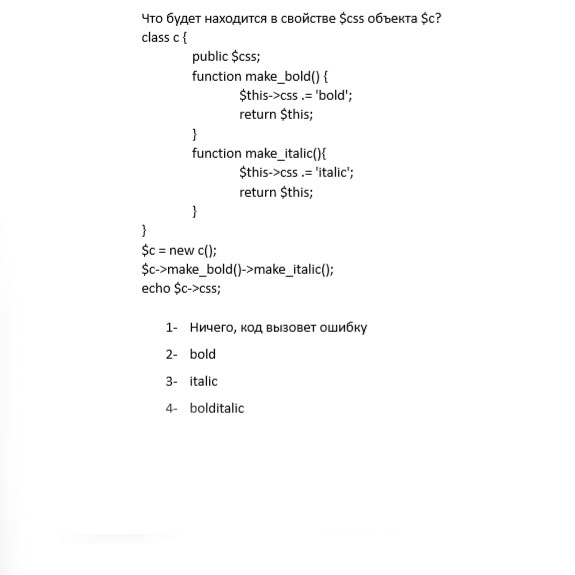 Что будет находится в свойстве $css объекта $c?
class c {
public $css;
function make_bold() {
$this->css .= 'bold';
return $this;
}
function make_italic(){
$this->css .= 'italic';
return $this;
}
}
$c = new c();
$c->make_bold()->make_italic();
echo $c->css;
1- Ничего, код вызовет ошибку
2- bold
3- italic
4- bolditalic